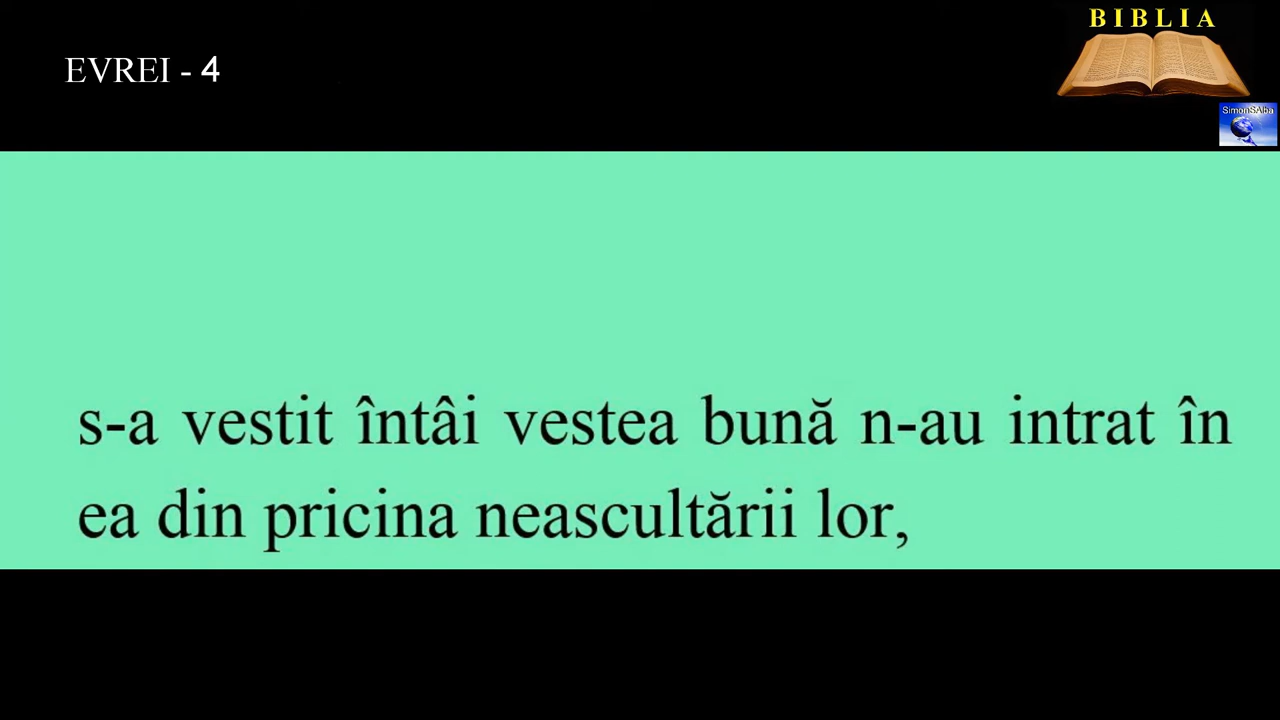 BIBLIA
EVREI - 4
SimonSAlba
s-a vestit întâi vestea bună n-au intrat în
ea din pricina neascultării lor,